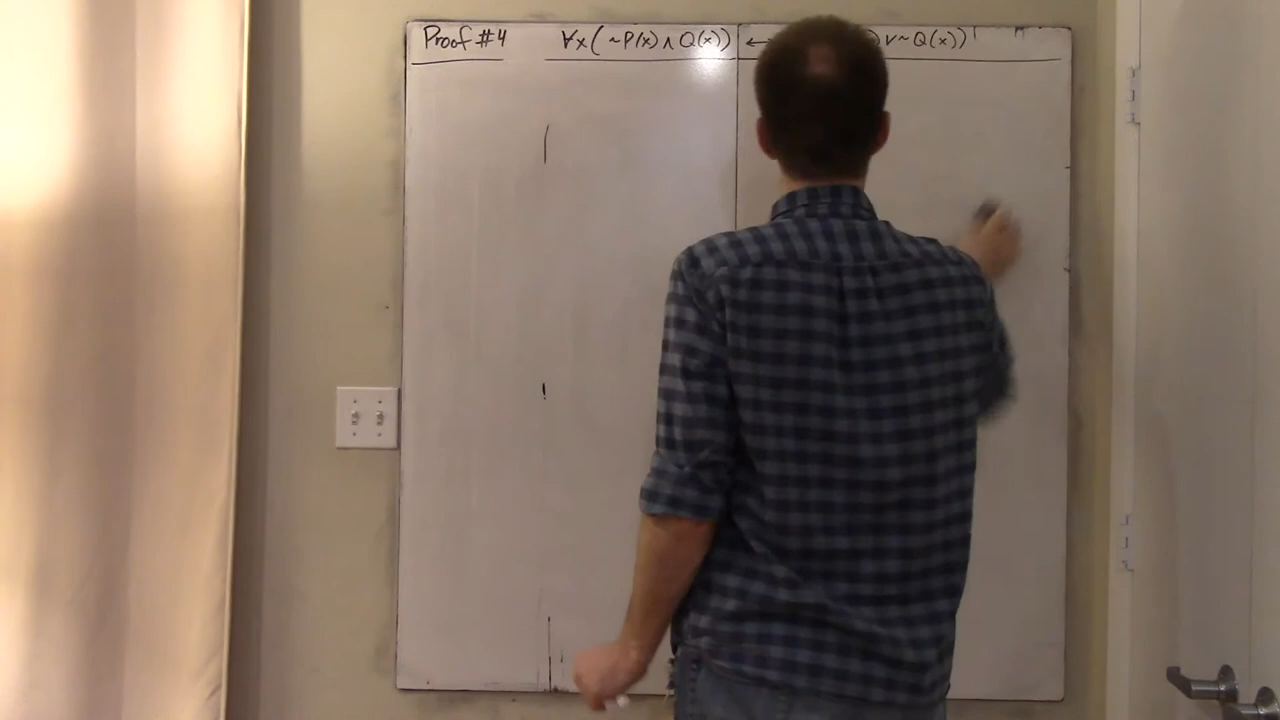 Proof #4 ∀x(~P(x)∧Q(x)) ⟷ )∨~Q(x))